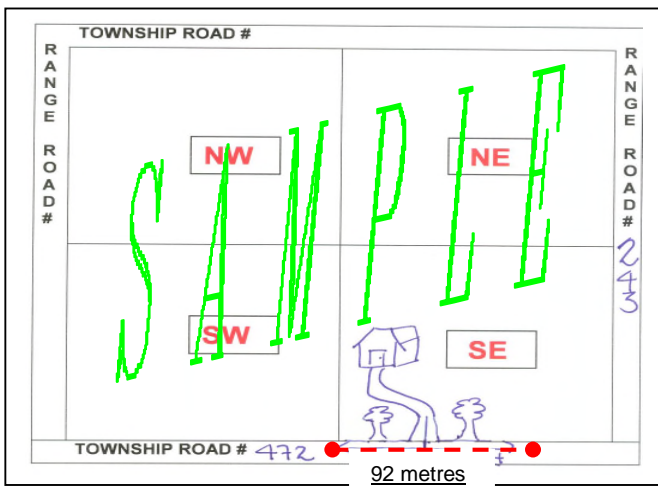 TOWNSHIP ROAD #
RANGE ROAD #
RANGE ROAD # 243
NW
NE
SAMPLE
SW
SE
TOWNSHIP ROAD # 472
92 metres